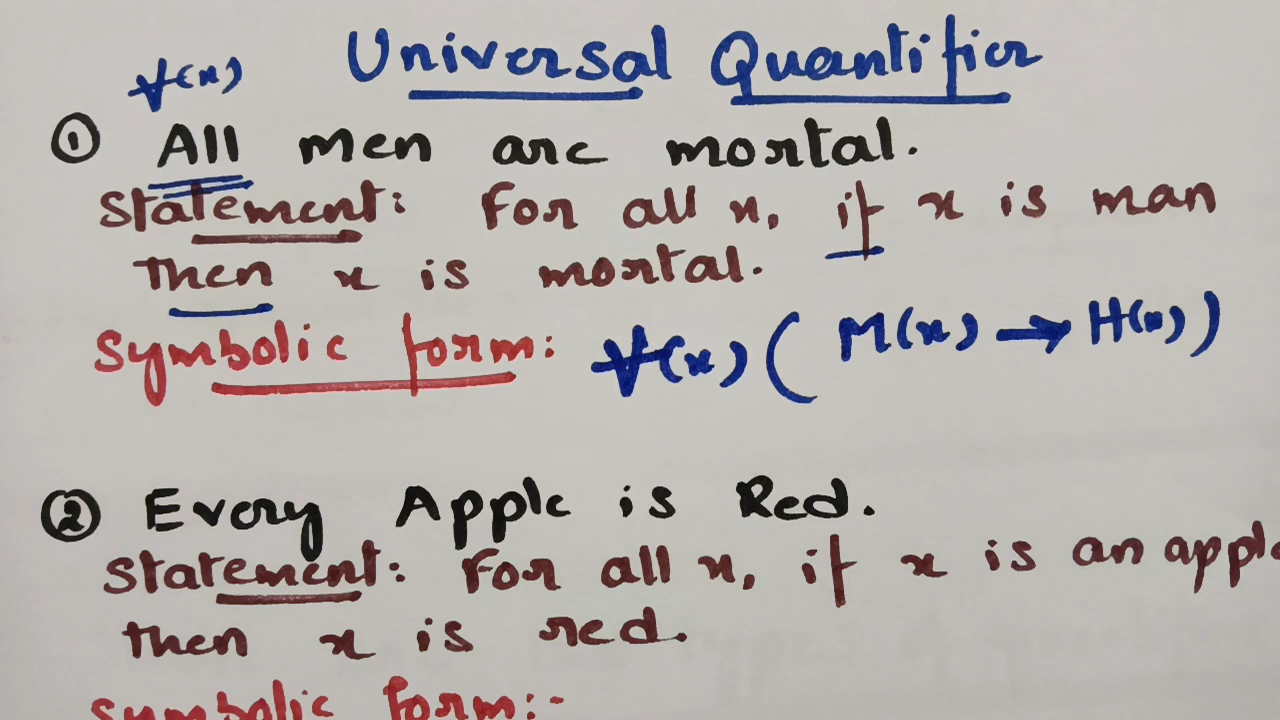 Universal Quantifier
∀(x)
① All men are mortal.
Statement: For all x, if x is man
then x is mortal.
Symbolic form: ∀(x) ( M(x) → H(x) )
② Every Apple is Red.
Statement: For all x, if x is an apple
then x is red.
Symbolic form:-